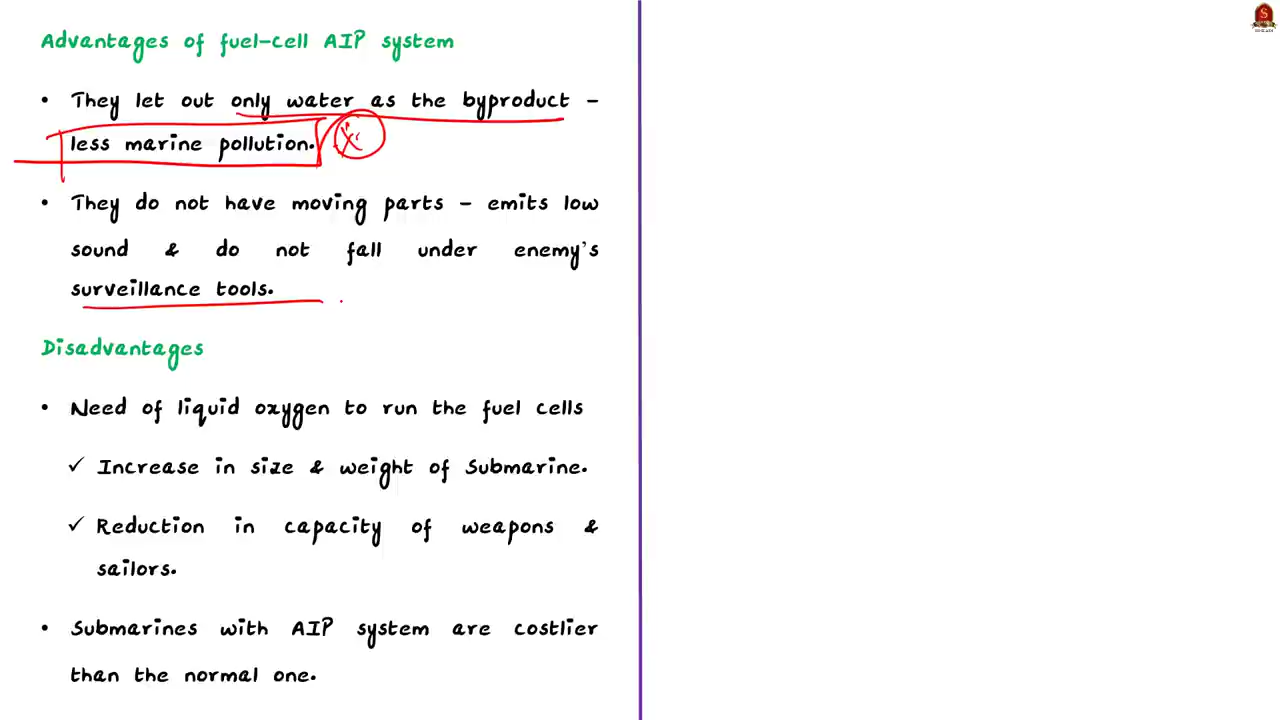 Advantages of fuel-cell AIP system
• They let out only water as the byproduct -
less marine pollution.
• They do not have moving parts - emits low
sound & do not fall under enemy's
surveillance tools.
Disadvantages
• Need of liquid oxygen to run the fuel cells
✓ Increase in size & weight of Submarine.
✓ Reduction in capacity of weapons &
sailors.
• Submarines with AIP system are costlier
than the normal one.